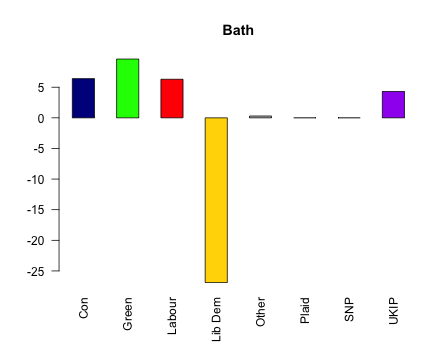 Bath
5
0
-5
-10
-15
-20
-25
Con
Green
Labour
Lib Dem
Other
Plaid
SNP
UKIP